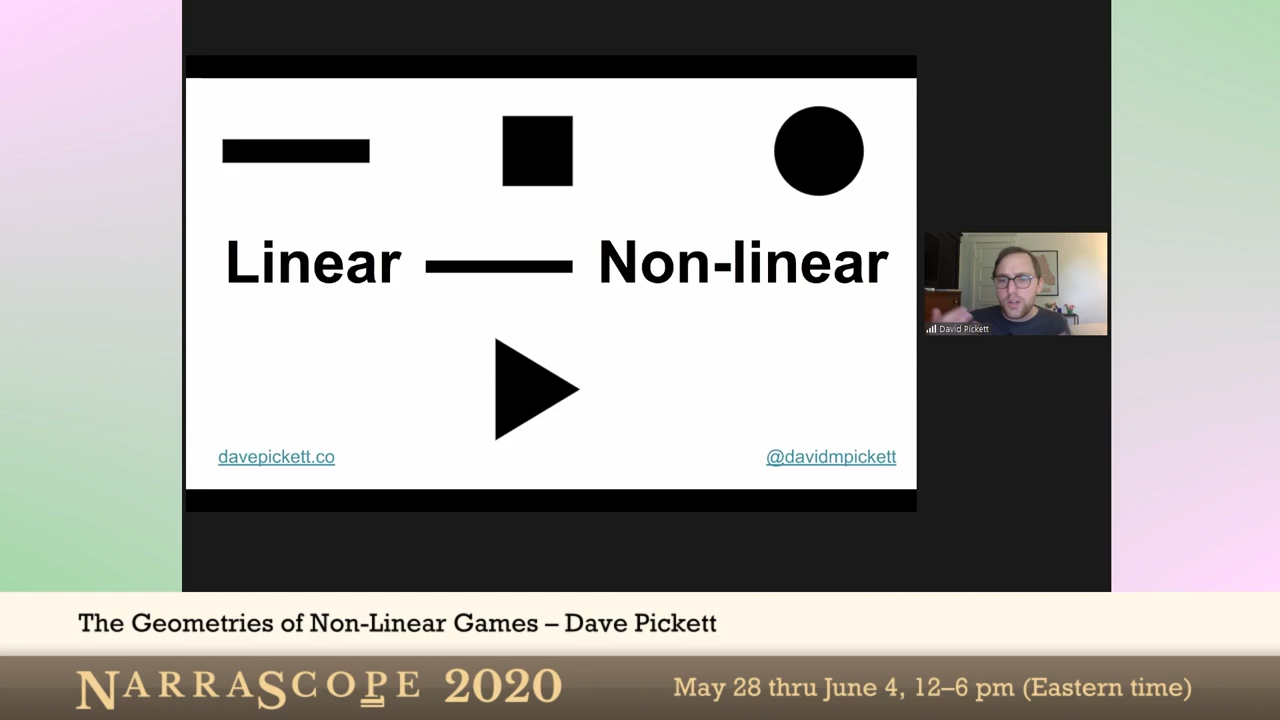 Linear Non-linear
davepickett.co @davidmpickett
David Pickett
The Geometries of Non-Linear Games – Dave Pickett
NARRASCOPE 2020 May 28 thru June 4, 12–6 pm (Eastern time)